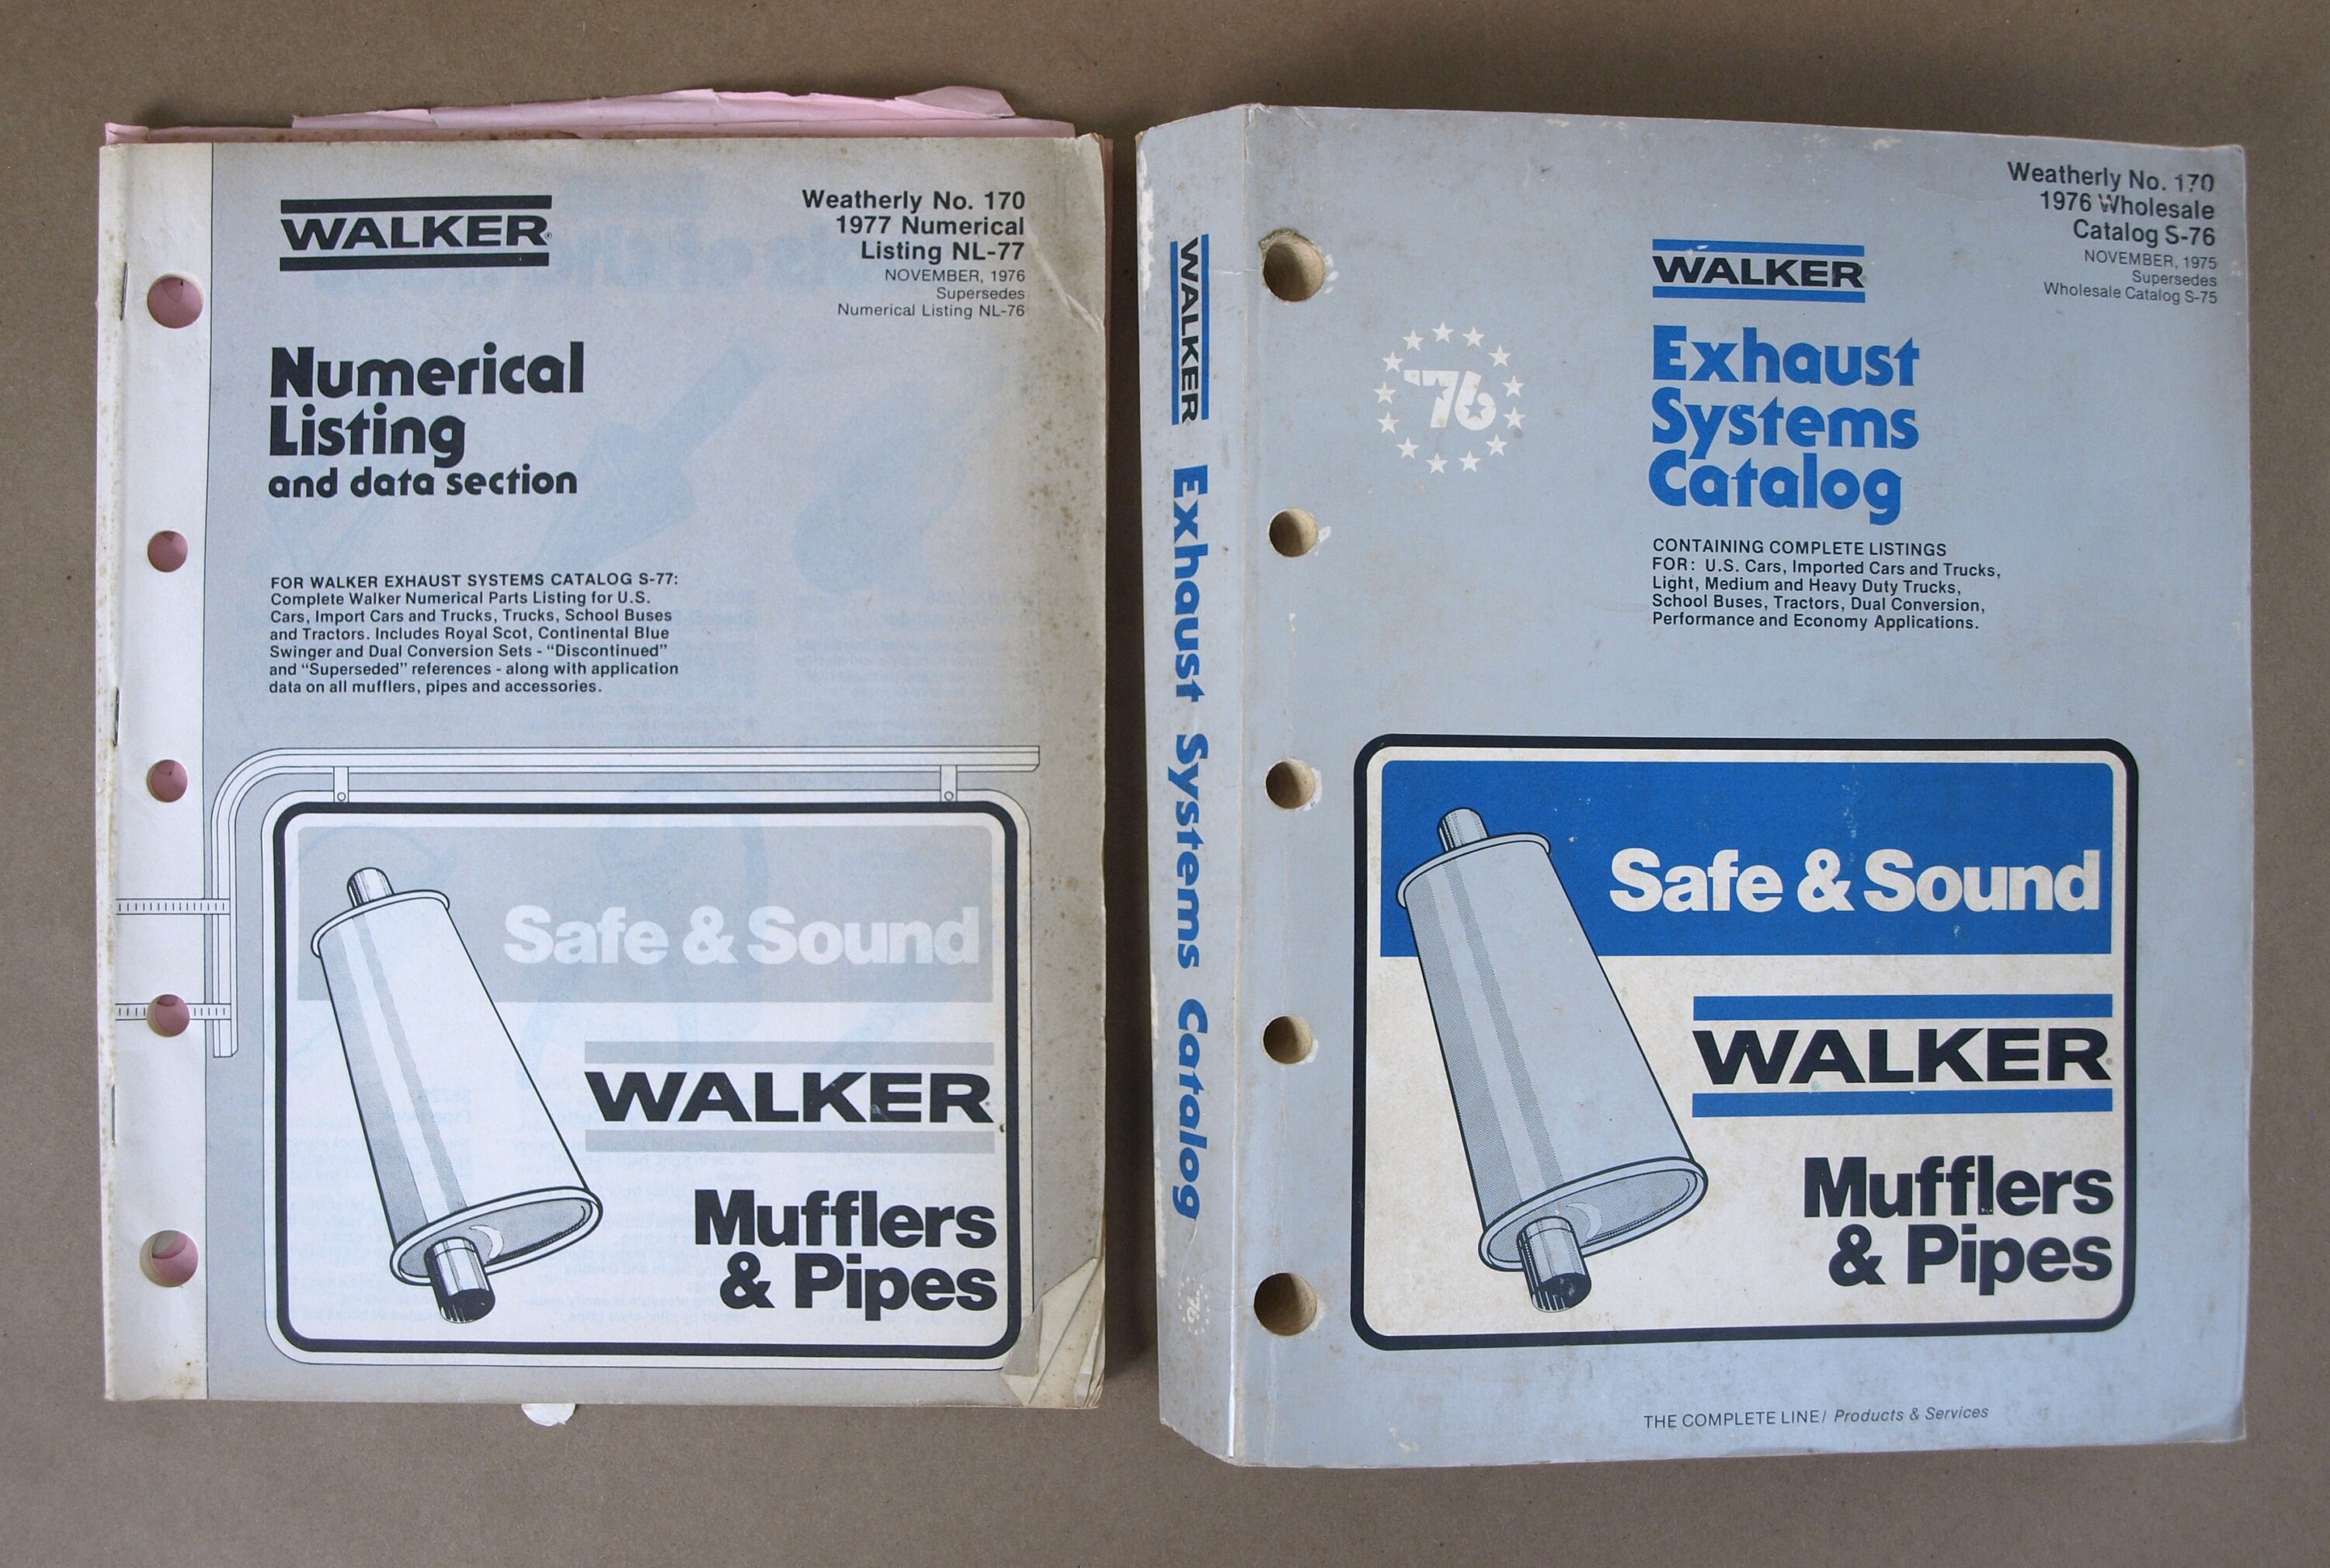 WALKER®
Weatherly No. 170
1977 Numerical
Listing NL-77
NOVEMBER, 1976
Supersedes
Numerical Listing NL-76
Numerical
Listing
and data section
FOR WALKER EXHAUST SYSTEMS CATALOG S-77:
Complete Walker Numerical Parts Listing for U.S.
Cars, Import Cars and Trucks, Trucks, School Buses
and Tractors. Includes Royal Scot, Continental Blue
Swinger and Dual Conversion Sets - “Discontinued”
and “Superseded” references - along with application
data on all mufflers, pipes and accessories.
Safe & Sound
WALKER
Mufflers
& Pipes
WALKER Exhaust Systems Catalog
'76
Weatherly No. 170
1976 Wholesale
Catalog S-76
NOVEMBER, 1975
Supersedes
Wholesale Catalog S-75
WALKER®
'76
Exhaust
Systems
Catalog
CONTAINING COMPLETE LISTINGS
FOR: U.S. Cars, Imported Cars and Trucks,
Light, Medium and Heavy Duty Trucks,
School Buses, Tractors, Dual Conversion,
Performance and Economy Applications.
Safe & Sound
WALKER®
Mufflers
& Pipes
THE COMPLETE LINE/ Products & Services